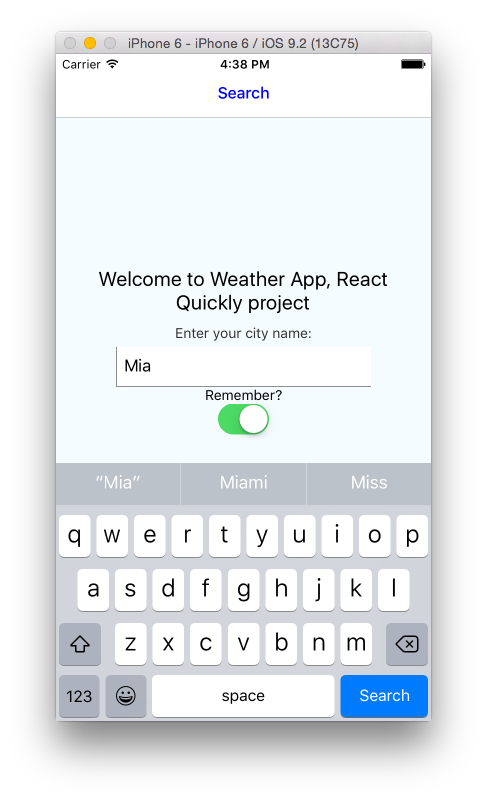 iPhone 6 - iPhone 6 / iOS 9.2 (13C75)
Carrier 4:38 PM
Search
Welcome to Weather App, React
Quickly project
Enter your city name:
Mia
Remember?
“Mia” Miami Miss
q w e r t y u i o p
a s d f g h j k l
z x c v b n m
123 space Search